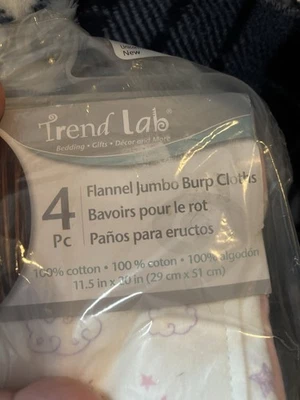 New
Trend Lab®
Bedding • Gifts • Décor and More
4
Pc
Flannel Jumbo Burp Cloths
Bavoirs pour le rot
Paños para eructos
100% cotton • 100 % coton • 100% algodón
11.5 in x 20 in (29 cm x 51 cm)